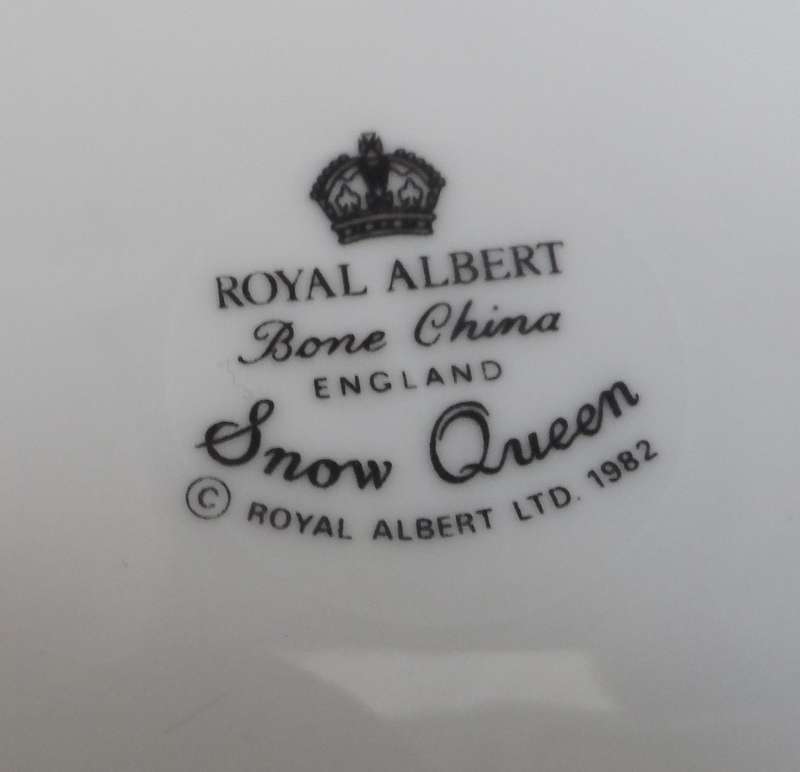 ROYAL ALBERT
Bone China
ENGLAND
Snow Queen
© ROYAL ALBERT LTD. 1982